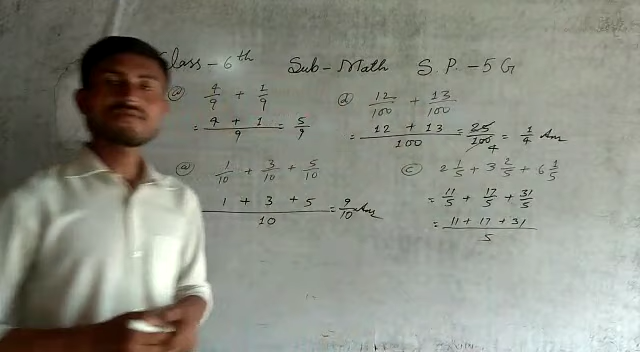 Class - 6th Sub - Math S. P. - 5 G
4/9 + 1/9
= 4 + 1/9 = 5/9
(d) 12/100 + 13/100
= 12 + 13/100 = 25/100 4 = 1/4 Ans
(a) 1/10 + 3/10 + 5/10
1 + 3 + 5/10 = 9/10 Ans
(c) 2 1/5 + 3 2/5 + 6 1/5
= 11/5 + 17/5 + 31/5
= 11 + 17 + 31/5